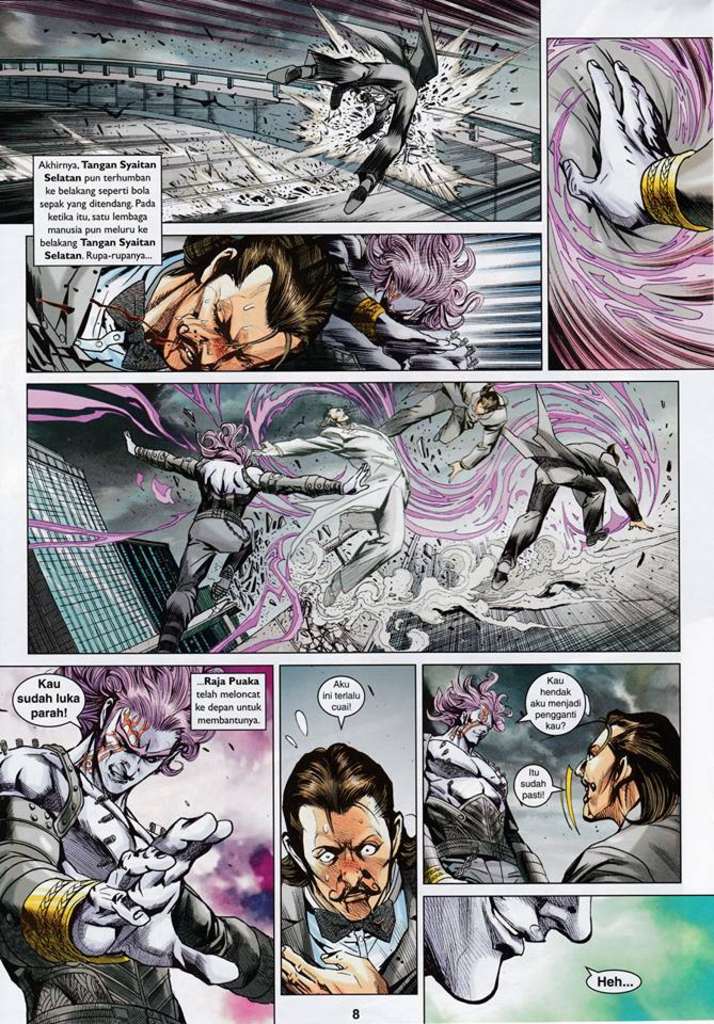 Akhirnya, Tangan Syaitan
Selatan pun terhumban
ke belakang seperti bola
sepak yang ditendang. Pada
ketika itu, satu lembaga
manusia pun meluru ke
belakang Tangan Syaitan
Selatan. Rupa-rupanya...
Kau
sudah luka
parah!
...Raja Puaka
telah meloncat
ke depan untuk
membantunya.
Aku
ini terlalu
cuai!
Kau
hendak
aku menjadi
pengganti
kau?
Itu
sudah
pasti!
Heh...
8